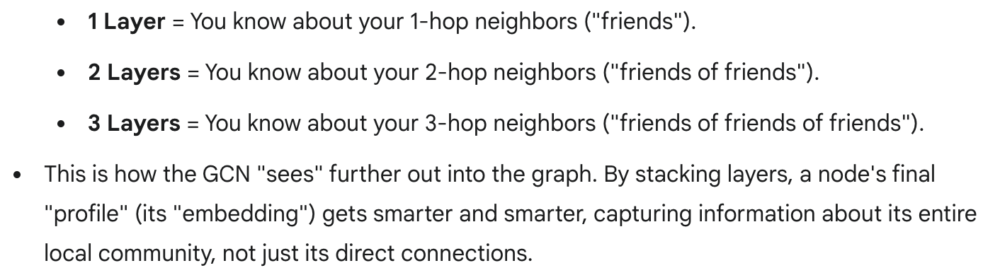 • 1 Layer = You know about your 1-hop neighbors ("friends").
• 2 Layers = You know about your 2-hop neighbors ("friends of friends").
• 3 Layers = You know about your 3-hop neighbors ("friends of friends of friends").
• This is how the GCN "sees" further out into the graph. By stacking layers, a node's final
"profile" (its "embedding") gets smarter and smarter, capturing information about its entire
local community, not just its direct connections.